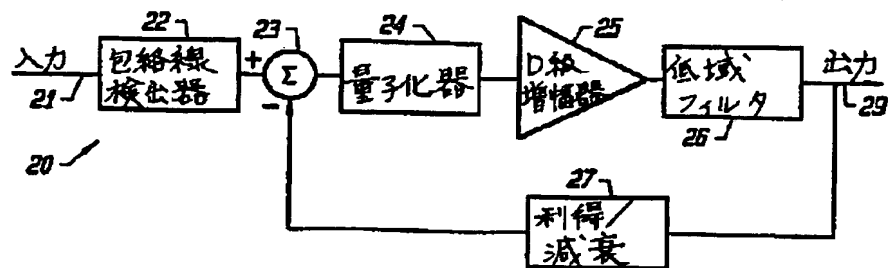 入力
21
20
22
包絡線
検出器
+
-
23
Σ
24
量子化器
25
D級
増幅器
低域
フィルタ
26
出力
29
27
利得/
減衰